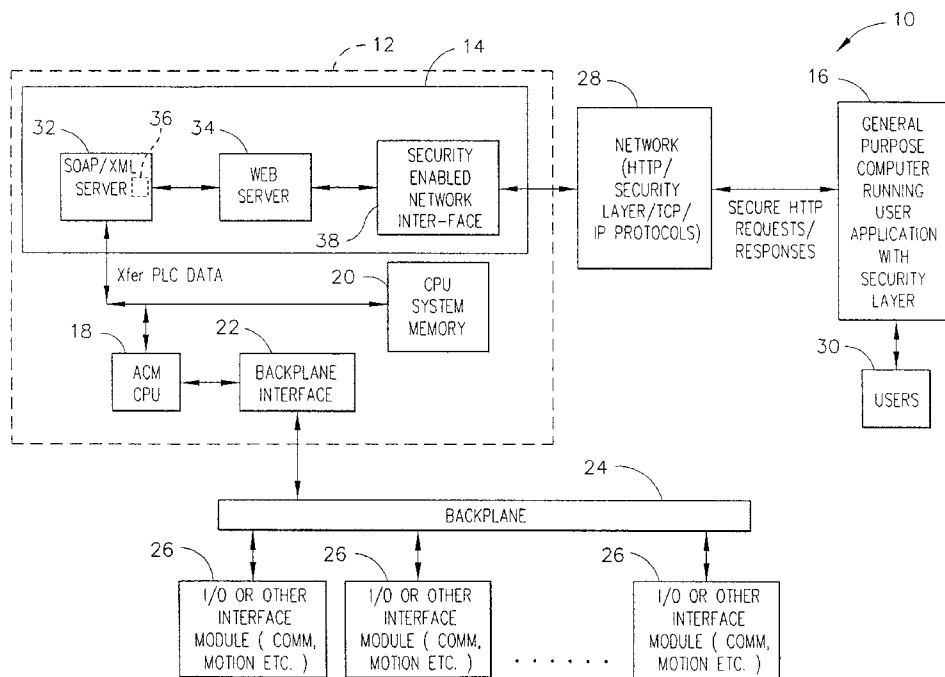 10
12
14
28
16
32
36
34
SOAP/XML
SERVER
WEB
SERVER
SECURITY
ENABLED
NETWORK
INTER-FACE
38
NETWORK
(HTTP/
SECURITY
LAYER/TCP/
IP PROTOCOLS)
SECURE HTTP
REQUESTS/
RESPONSES
GENERAL
PURPOSE
COMPUTER
RUNNING
USER
APPLICATION
WITH
SECURITY
LAYER
Xfer PLC DATA
20
CPU
SYSTEM
MEMORY
18
ACM
CPU
22
BACKPLANE
INTERFACE
30
USERS
24
BACKPLANE
26
I/O OR OTHER
INTERFACE
MODULE ( COMM,
MOTION ETC. )
26
I/O OR OTHER
INTERFACE
MODULE ( COMM,
MOTION ETC. )
. . . . . .
26
I/O OR OTHER
INTERFACE
MODULE ( COMM,
MOTION ETC. )